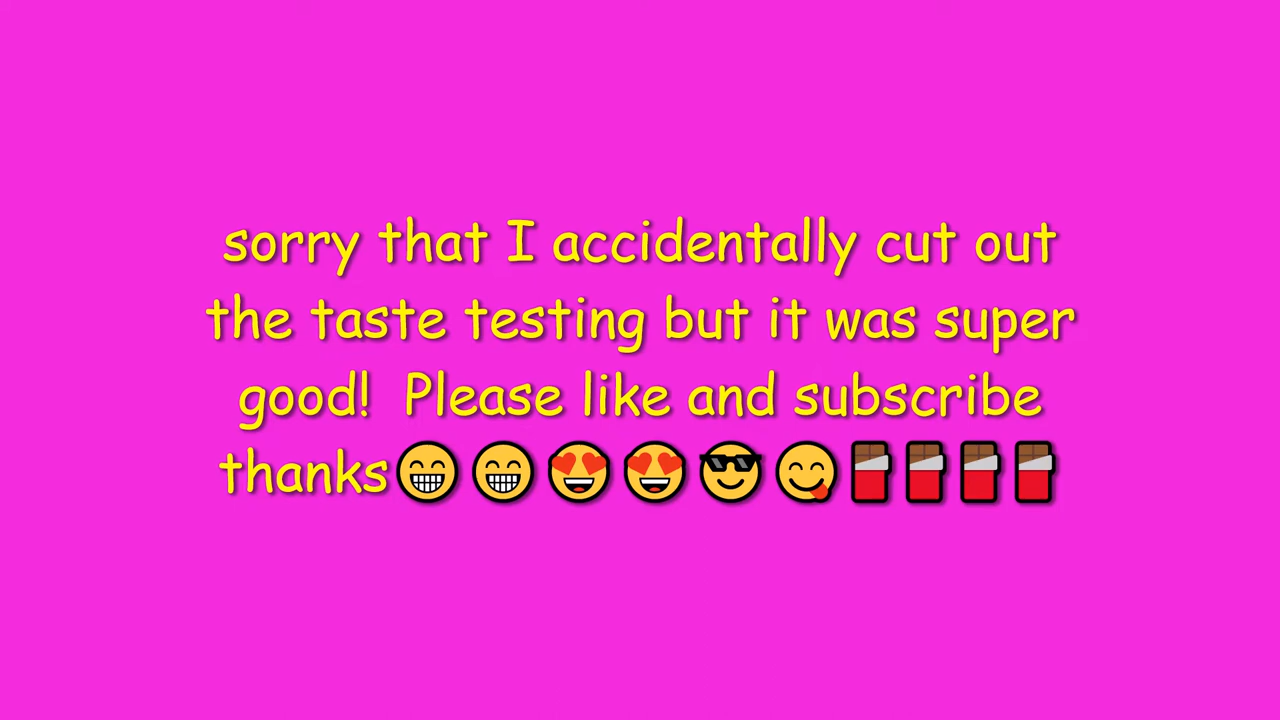 sorry that I accidentally cut out
the taste testing but it was super
good!  Please like and subscribe
thanks😁😁😍😍😎😋🍫🍫🍫🍫